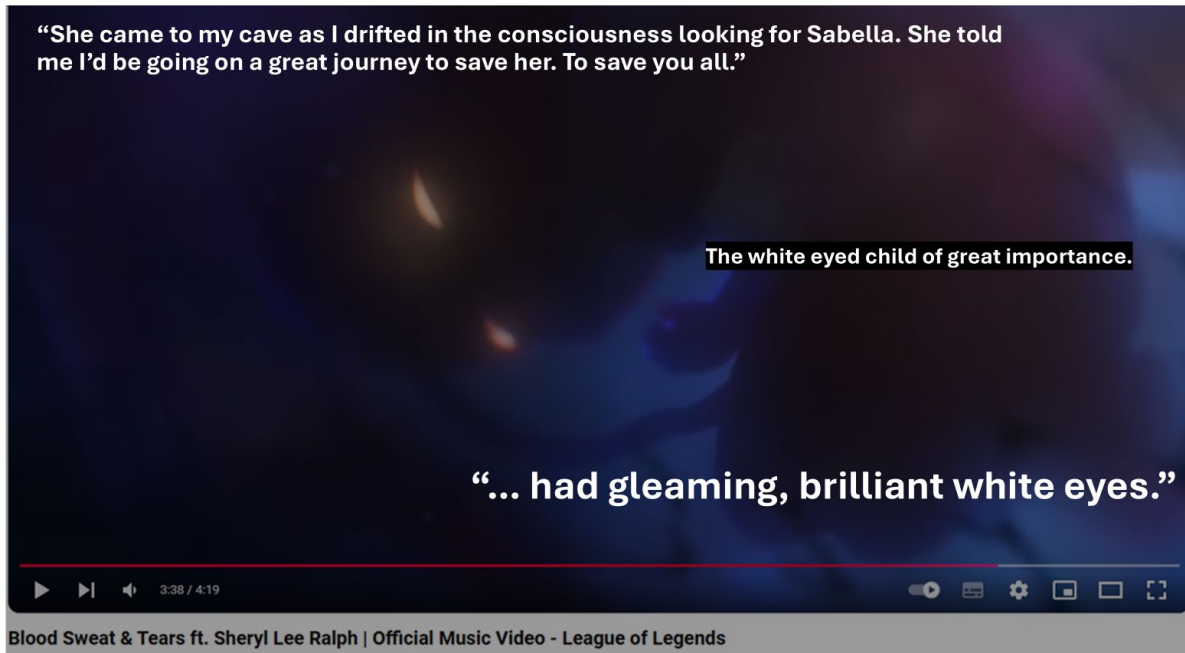 “She came to my cave as I drifted in the consciousness looking for Sabella. She told
me I’d be going on a great journey to save her. To save you all.”
The white eyed child of great importance.
“... had gleaming, brilliant white eyes.”
3:38 / 4:19
Blood Sweat & Tears ft. Sheryl Lee Ralph | Official Music Video - League of Legends